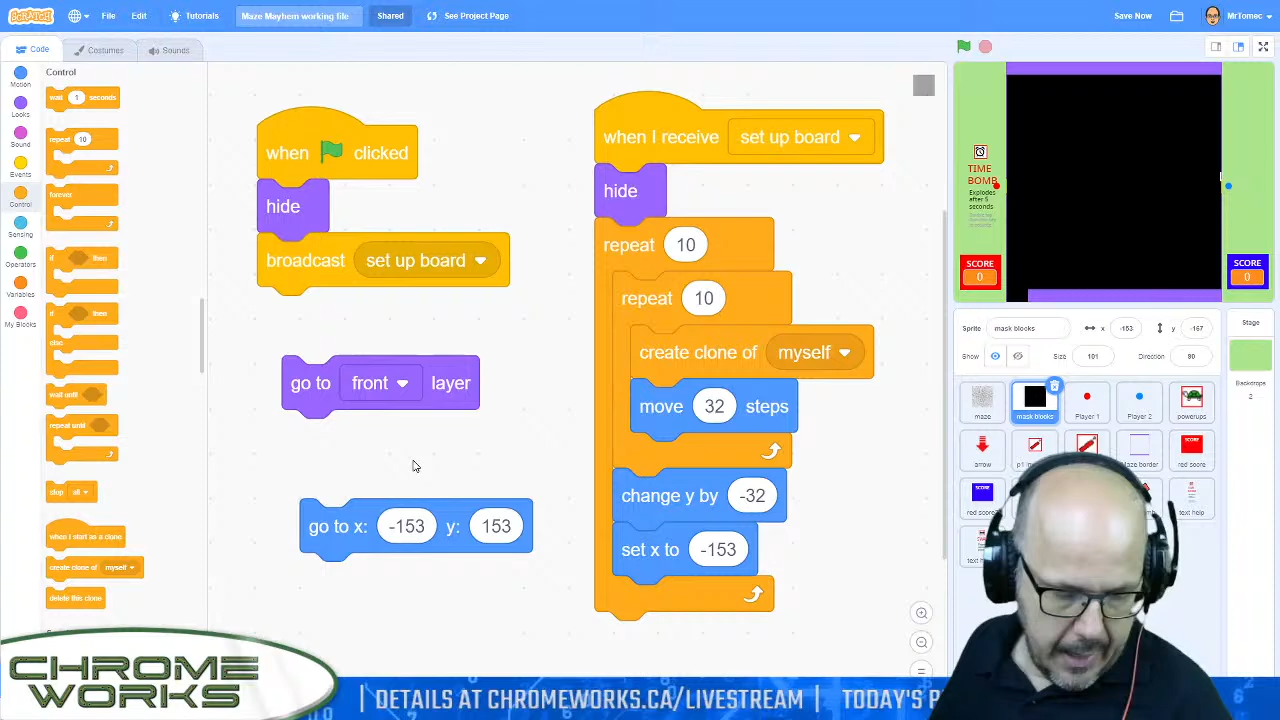 SCRATCH
File
Edit
Tutorials
Maze Mayhem working file
Shared
See Project Page
Save Now
MrTomec
Code
Costumes
Sounds
Motion
Looks
Sound
Events
Control
Sensing
Operators
Variables
My Blocks
Control
wait 1 seconds
repeat 10
forever
if then
if then
else
wait until
repeat until
stop all
when I start as a clone
create clone of myself
delete this clone
when clicked
hide
broadcast set up board
go to front layer
go to x: -153 y: 153
when I receive set up board
hide
repeat 10
repeat 10
create clone of myself
move 32 steps
change y by -32
set x to -153
TIME
BOMB
Explodes
after 5
seconds
SCORE
0
SCORE
0
Sprite mask blocks x -153 y -167
Show Size 101 Direction 90
Stage
Backdrops
2
maze
mask blocks
Player 1
Player 2
powerups
arrow
red score
SCORE
SCORE
CHROME
WORKS
| DETAILS AT CHROMEWORKS.CA/LIVESTREAM | TODAY'S P